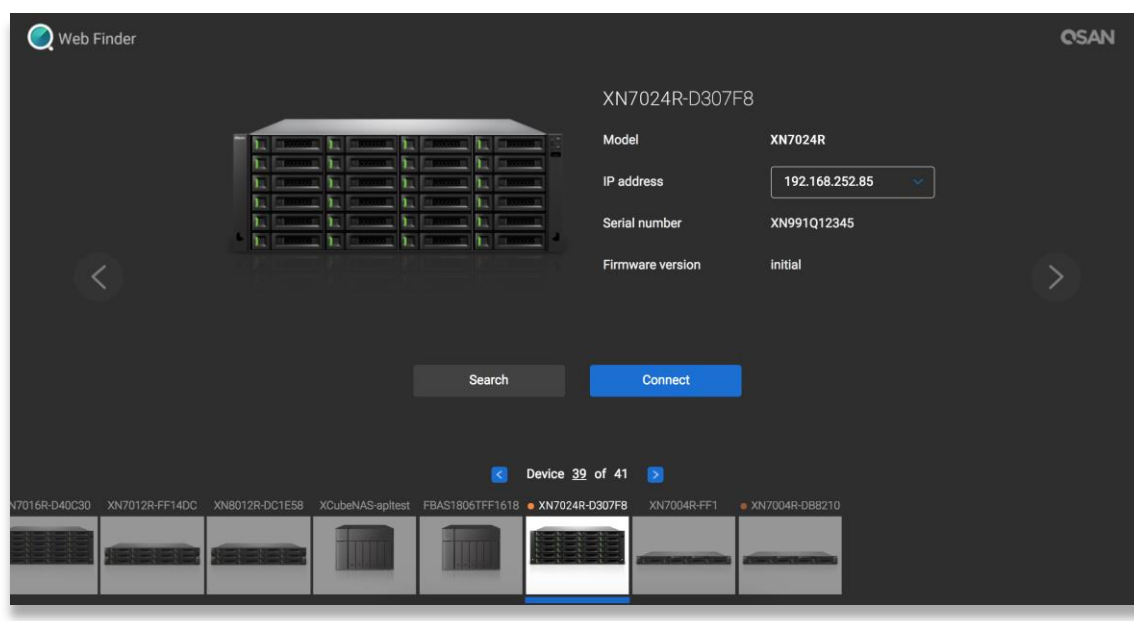 Web Finder
QSAN
XN7024R-D307F8
Model XN7024R
IP address 192.168.252.85
Serial number XN991Q12345
Firmware version initial
Search Connect
Device 39 of 41
N7016R-D40C30 XN7012R-FF14DC XN8012R-DC1E58 XCubeNAS-apltest FBAS1806TFF1618 XN7024R-D307F8 XN7004R-FF1 XN7004R-DB8210